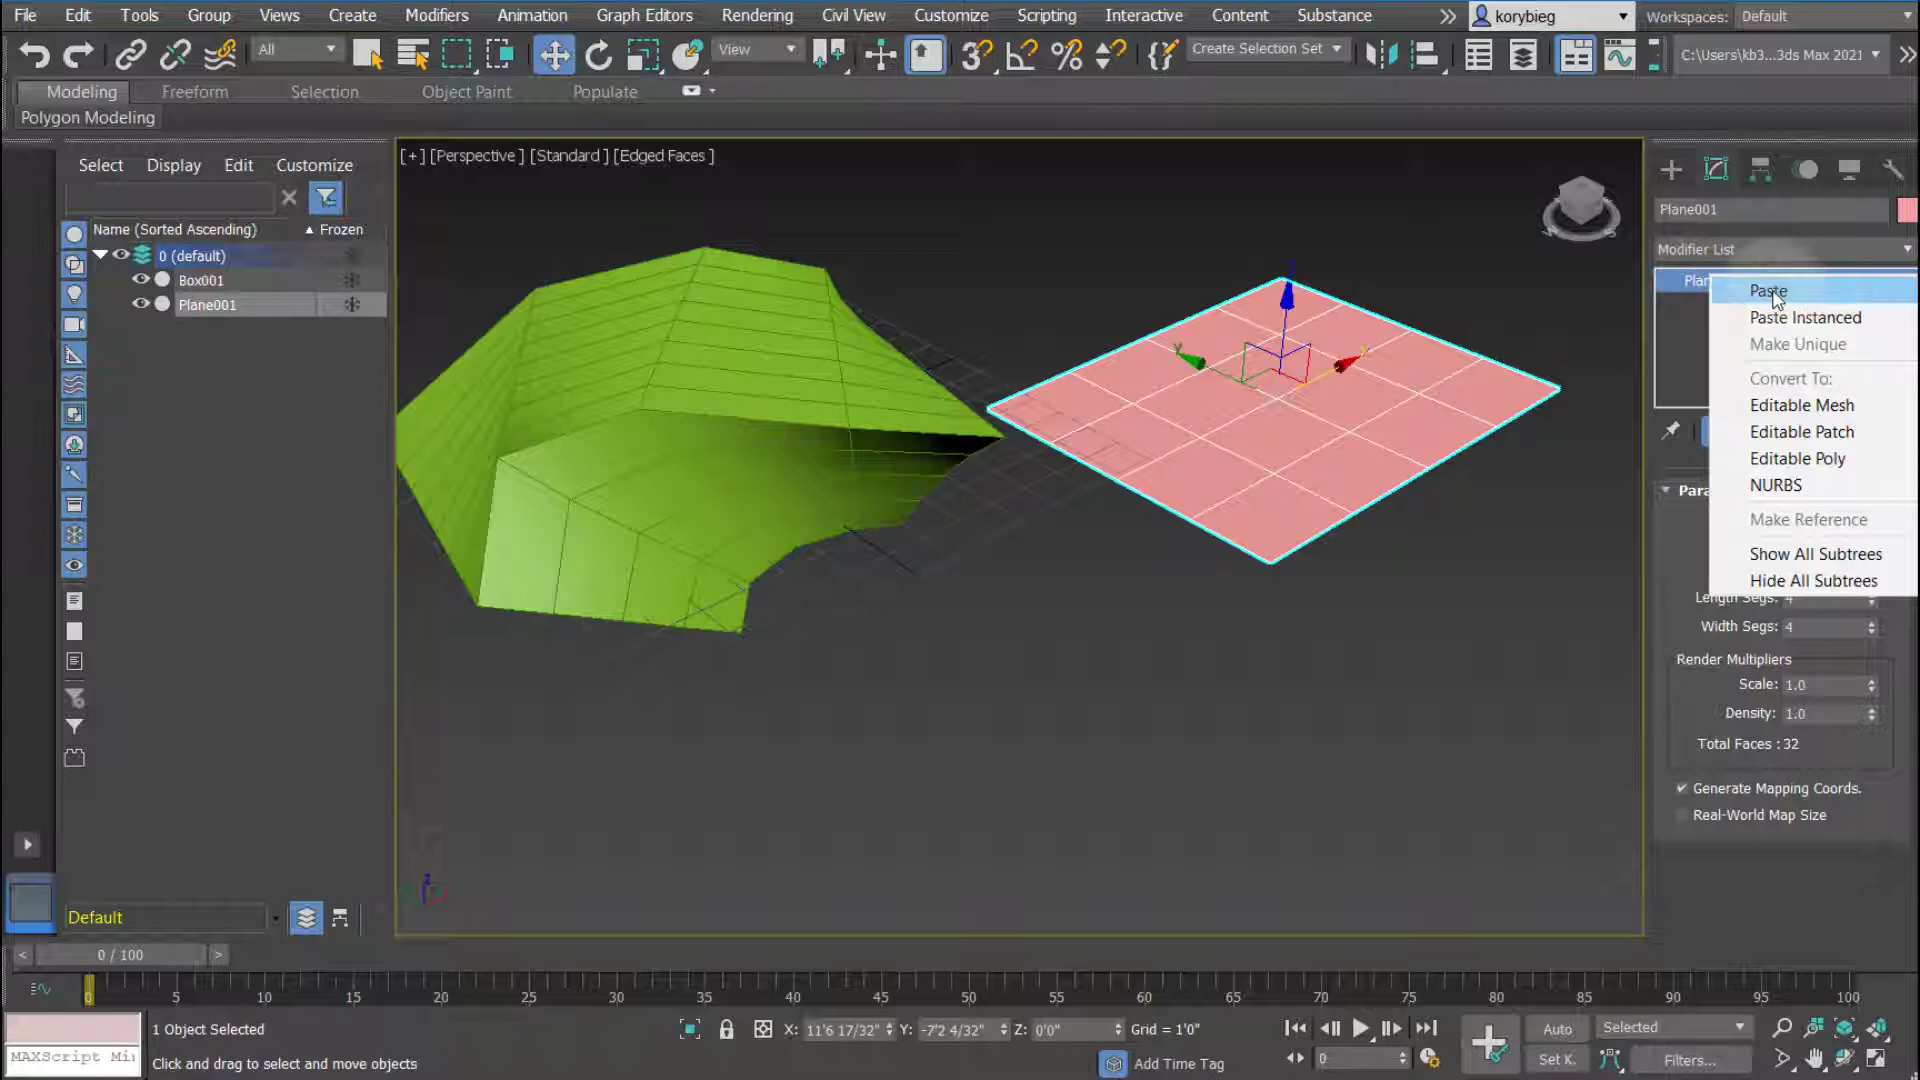 File Edit Tools Group Views Create Modifiers Animation Graph Editors Rendering Civil View Customize Scripting Interactive Content Substance korybieg Workspaces: Default
All View Create Selection Set C:\Users\kb3...3ds Max 2021
Modeling Freeform Selection Object Paint Populate
Polygon Modeling
Select Display Edit Customize
[+] [Perspective] [Standard] [Edged Faces]
Name (Sorted Ascending) Frozen
0 (default)
Box001
Plane001
Plane001
Modifier List
Paste
Paste Instanced
Make Unique
Convert To:
Editable Mesh
Editable Patch
Editable Poly
NURBS
Make Reference
Show All Subtrees
Hide All Subtrees
Length Segs: 4
Width Segs: 4
Render Multipliers
Scale: 1.0
Density: 1.0
Total Faces : 32
Generate Mapping Coords.
Real-World Map Size
Default
< 0 / 100 >
0 5 10 15 20 25 30 35 40 45 50 55 60 65 70 75 80 85 90 95 100
1 Object Selected X: 11'6 17/32" Y: -7'2 4/32" Z: 0'0" Grid = 1'0" Auto Selected
MAXScript Mi
Click and drag to select and move objects Add Time Tag 0 Set K. Filters...